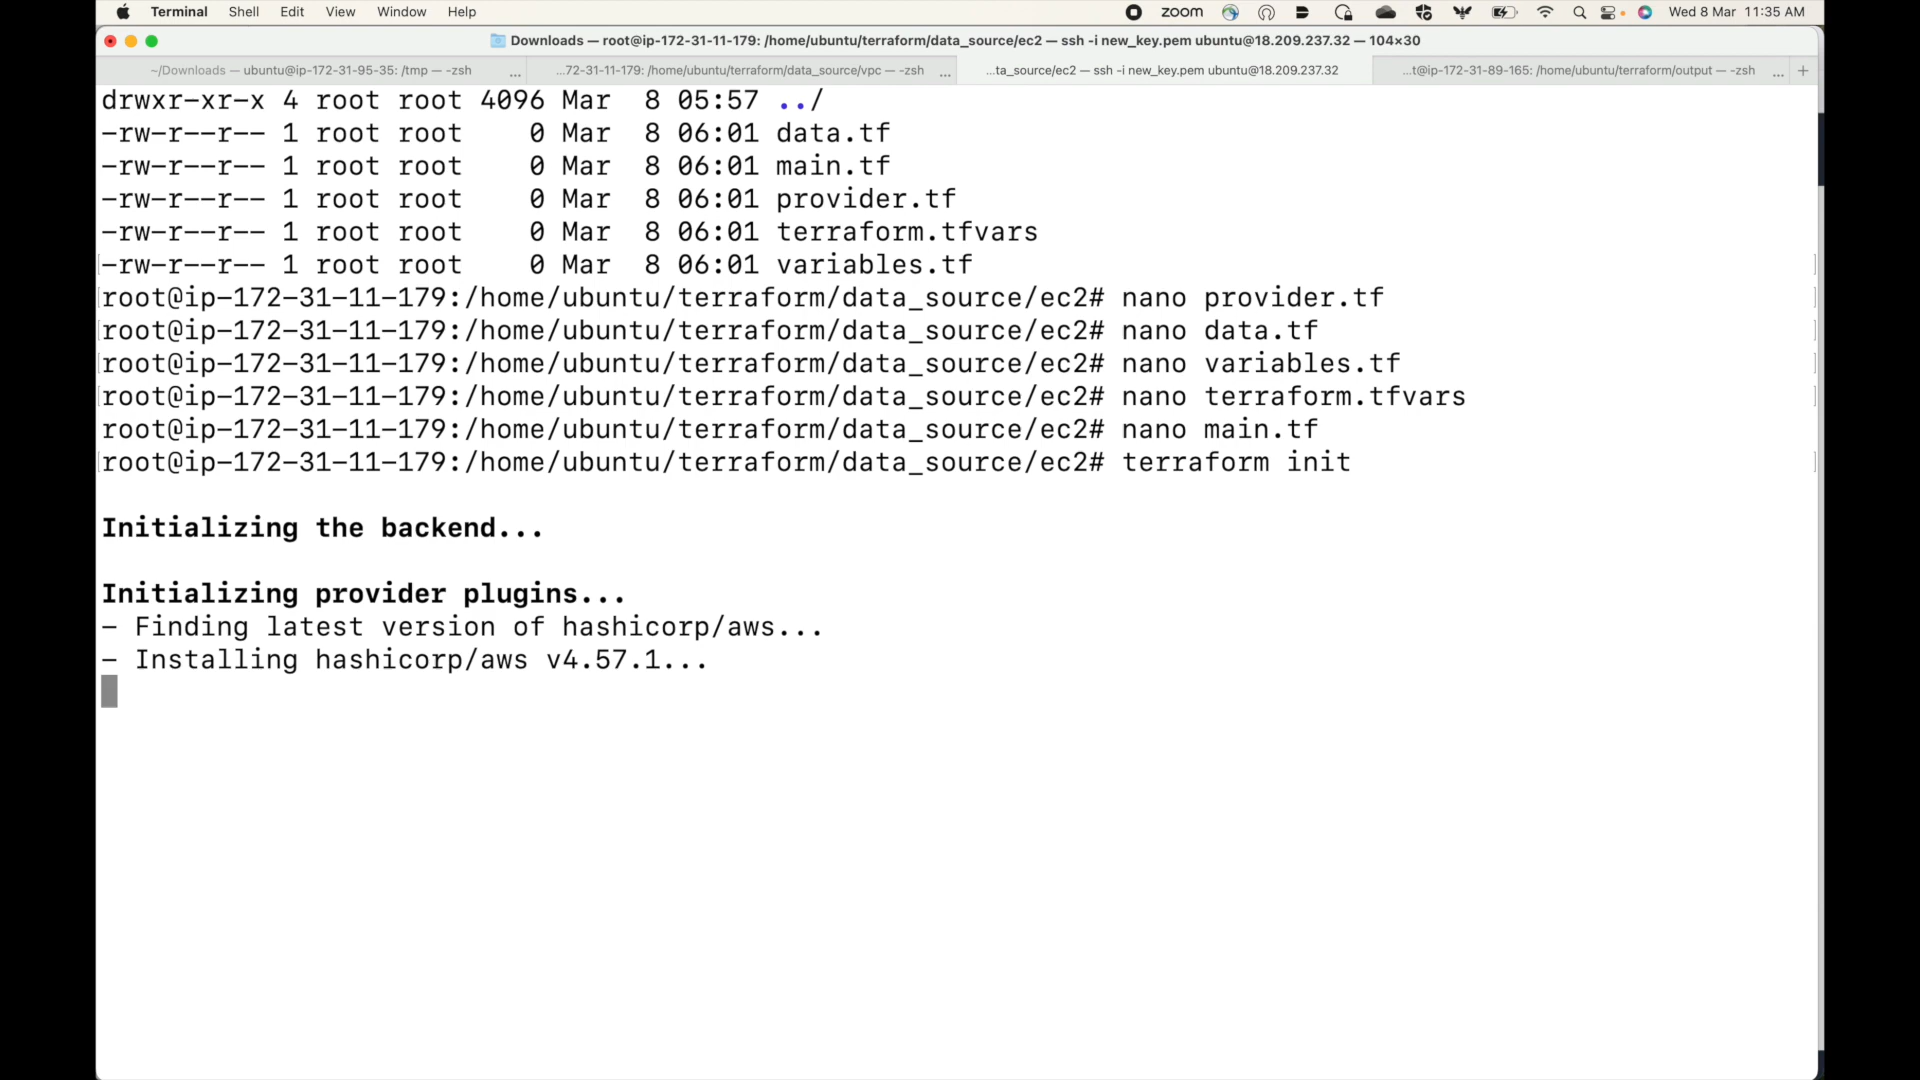 Terminal Shell Edit View Window Help zoom Wed 8 Mar 11:35 AM
Downloads — root@ip-172-31-11-179: /home/ubuntu/terraform/data_source/ec2 — ssh -i new_key.pem ubuntu@18.209.237.32 — 104×30
~/Downloads — ubuntu@ip-172-31-95-35: /tmp — -zsh ... ...72-31-11-179: /home/ubuntu/terraform/data_source/vpc — -zsh ... ...ta_source/ec2 — ssh -i new_key.pem ubuntu@18.209.237.32 ...t@ip-172-31-89-165: /home/ubuntu/terraform/output — -zsh ... +
drwxr-xr-x 4 root root 4096 Mar  8 05:57 ../
-rw-r--r-- 1 root root    0 Mar  8 06:01 data.tf
-rw-r--r-- 1 root root    0 Mar  8 06:01 main.tf
-rw-r--r-- 1 root root    0 Mar  8 06:01 provider.tf
-rw-r--r-- 1 root root    0 Mar  8 06:01 terraform.tfvars
-rw-r--r-- 1 root root    0 Mar  8 06:01 variables.tf
root@ip-172-31-11-179:/home/ubuntu/terraform/data_source/ec2# nano provider.tf
root@ip-172-31-11-179:/home/ubuntu/terraform/data_source/ec2# nano data.tf
root@ip-172-31-11-179:/home/ubuntu/terraform/data_source/ec2# nano variables.tf
root@ip-172-31-11-179:/home/ubuntu/terraform/data_source/ec2# nano terraform.tfvars
root@ip-172-31-11-179:/home/ubuntu/terraform/data_source/ec2# nano main.tf
root@ip-172-31-11-179:/home/ubuntu/terraform/data_source/ec2# terraform init
Initializing the backend...
Initializing provider plugins...
- Finding latest version of hashicorp/aws...
- Installing hashicorp/aws v4.57.1...